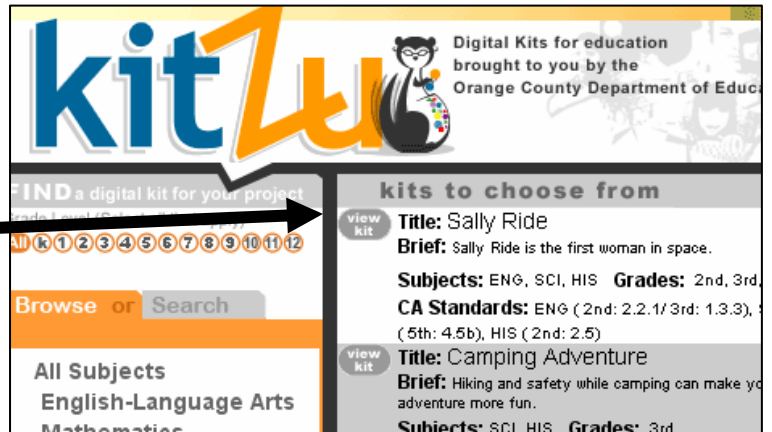 kitZu
Digital Kits for education
brought to you by the
Orange County Department of Educa
FIND a digital kit for your project
Grade Level
All K 1 2 3 4 5 6 7 8 9 10 11 12
Browse or Search
All Subjects
English-Language Arts
Mathematics
kits to choose from
view kit Title: Sally Ride
Brief: Sally Ride is the first woman in space.
Subjects: ENG, SCI, HIS Grades: 2nd, 3rd,
CA Standards: ENG ( 2nd: 2.2.1/ 3rd: 1.3.3),
( 5th: 4.5b), HIS ( 2nd: 2.5)
view kit Title: Camping Adventure
Brief: Hiking and safety while camping can make yo
adventure more fun.
Subjects: SCI, HIS Grades: 3rd